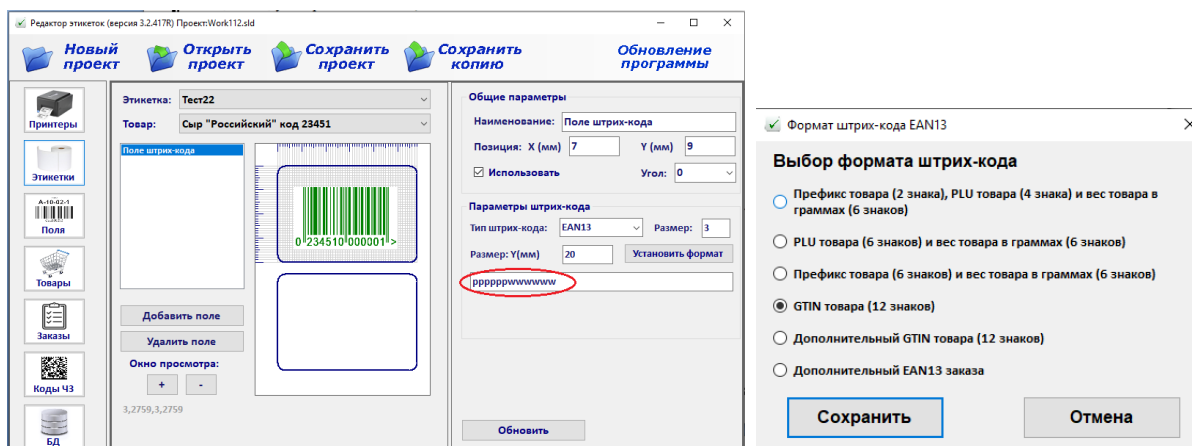 Редактор этикеток (версия 3.2.417R) Проект:Work112.sld
Новый проект
Открыть проект
Сохранить проект
Сохранить копию
Обновление программы
Принтеры
Этикетки
A-10-02-1
Поля
Товары
Заказы
Коды ЧЗ
БД
Этикетка: Тест22
Товар: Сыр "Российский" код 23451
Поле штрих-кода
0 234510 000001 >
Добавить поле
Удалить поле
Окно просмотра:
+ -
3,2759,3,2759
Общие параметры
Наименование: Поле штрих-кода
Позиция: X (мм) 7 Y (мм) 9
Использовать Угол: 0
Параметры штрих-кода
Тип штрих-кода: EAN13 Размер: 3
Размер: Y(мм) 20 Установить формат
ppppppwwwwww
Обновить
Формат штрих-кода EAN13
Выбор формата штрих-кода
Префикс товара (2 знака), PLU товара (4 знака) и вес товара в
граммах (6 знаков)
PLU товара (6 знаков) и вес товара в граммах (6 знаков)
Префикс товара (6 знаков) и вес товара в граммах (6 знаков)
GTIN товара (12 знаков)
Дополнительный GTIN товара (12 знаков)
Дополнительный EAN13 заказа
Сохранить Отмена